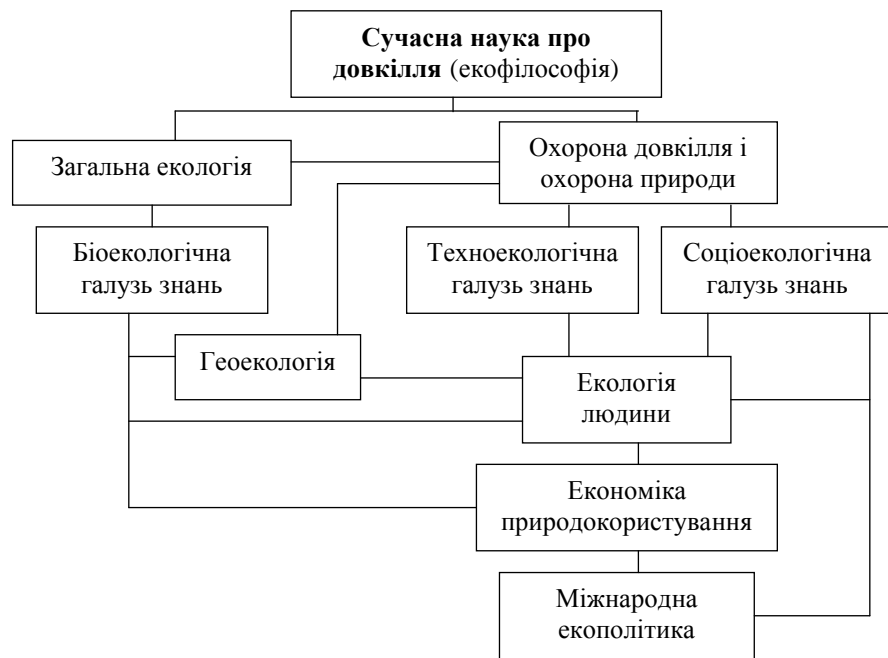 Сучасна наука про
довкілля (екофілософія)
Загальна екологія
Охорона довкілля і
охорона природи
Біоекологічна
галузь знань
Техноекологічна
галузь знань
Соціоекологічна
галузь знань
Геоекологія
Екологія
людини
Економіка
природокористування
Міжнародна
екополітика